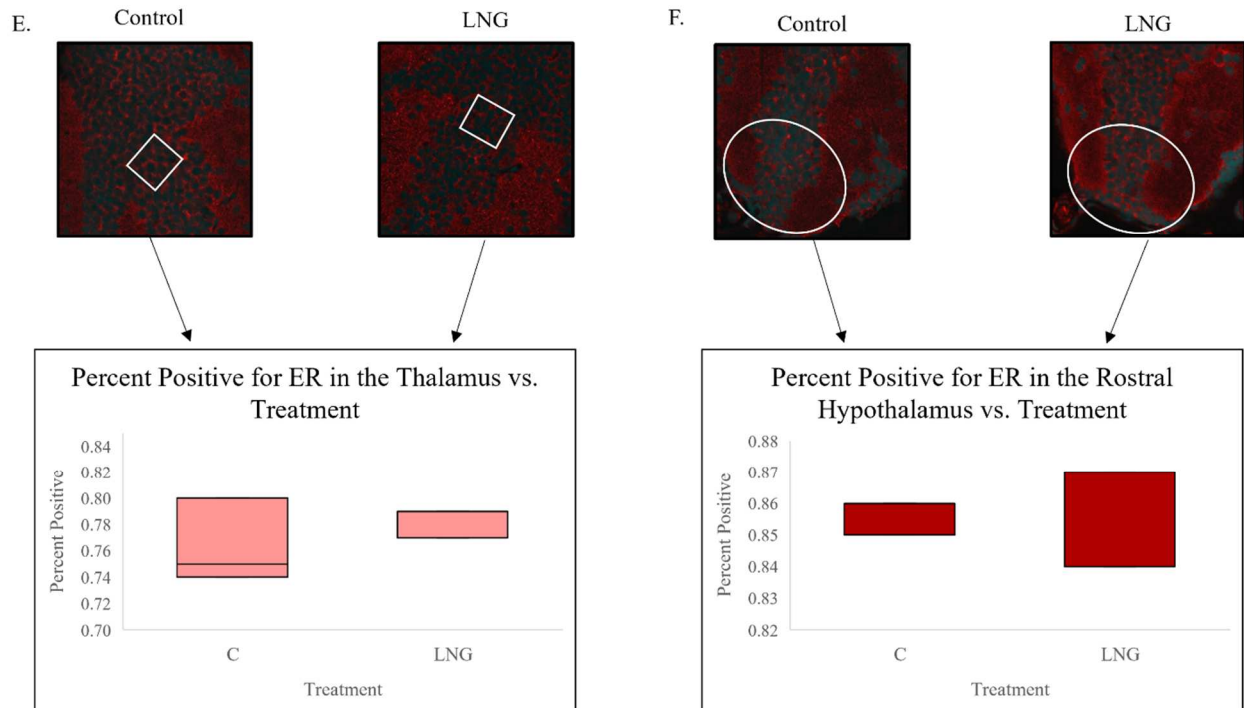 E.
Control
LNG
Percent Positive for ER in the Thalamus vs.
Treatment
Percent Positive
0.84
0.82
0.80
0.78
0.76
0.74
0.72
0.70
C
LNG
Treatment
F.
Control
LNG
Percent Positive for ER in the Rostral
Hypothalamus vs. Treatment
Percent Positive
0.88
0.87
0.86
0.85
0.84
0.83
0.82
C
LNG
Treatment